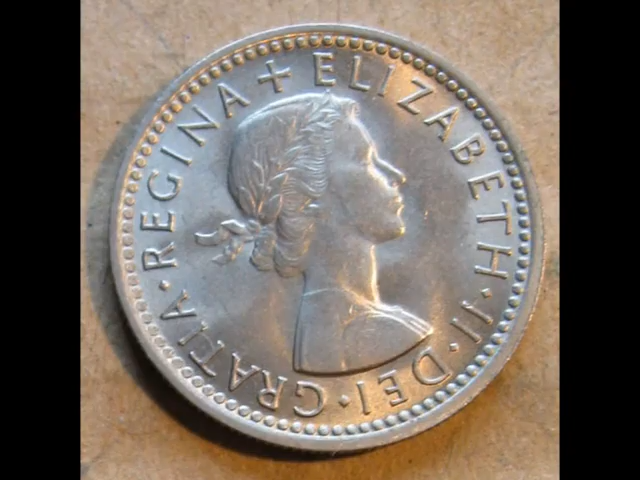 + ELIZABETH · II · DEI · GRATIA · REGINA